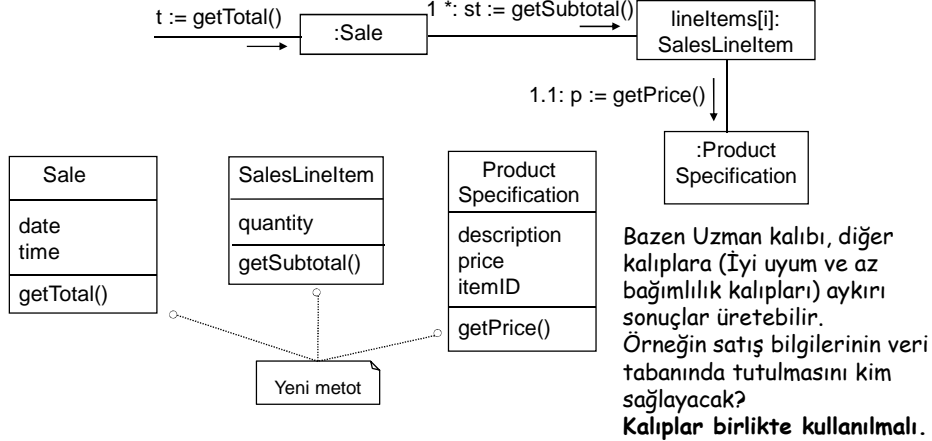 t := getTotal()
:Sale
1 *: st := getSubtotal()
lineItems[i]:
SalesLineItem
1.1: p := getPrice()
:Product
Specification
Sale
date
time
getTotal()
SalesLineItem
quantity
getSubtotal()
Product
Specification
description
price
itemID
getPrice()
Yeni metot
Bazen Uzman kalıbı, diğer
kalıplara (İyi uyum ve az
bağımlılık kalıpları) aykırı
sonuçlar üretebilir.
Örneğin satış bilgilerinin veri
tabanında tutulmasını kim
sağlayacak?
Kalıplar birlikte kullanılmalı.